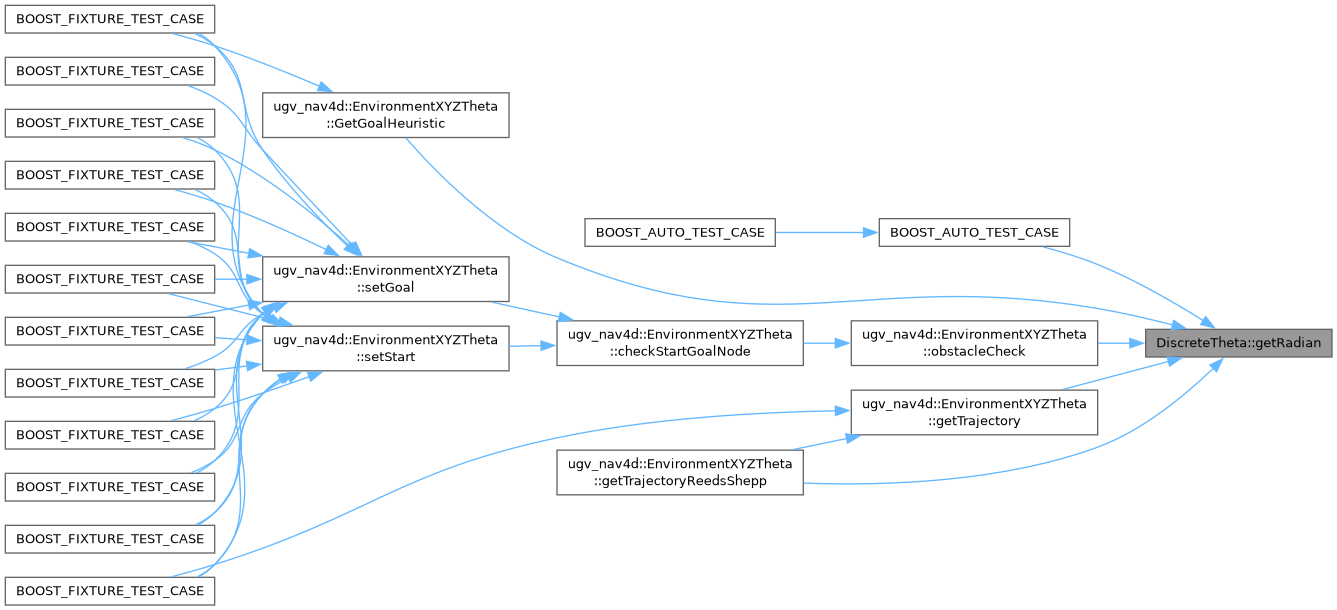 BOOST_FIXTURE_TEST_CASE
BOOST_FIXTURE_TEST_CASE
BOOST_FIXTURE_TEST_CASE
BOOST_FIXTURE_TEST_CASE
BOOST_FIXTURE_TEST_CASE
BOOST_FIXTURE_TEST_CASE
BOOST_FIXTURE_TEST_CASE
BOOST_FIXTURE_TEST_CASE
BOOST_FIXTURE_TEST_CASE
BOOST_FIXTURE_TEST_CASE
BOOST_FIXTURE_TEST_CASE
BOOST_FIXTURE_TEST_CASE
ugv_nav4d::EnvironmentXYZTheta
::GetGoalHeuristic
ugv_nav4d::EnvironmentXYZTheta
::setGoal
ugv_nav4d::EnvironmentXYZTheta
::setStart
BOOST_AUTO_TEST_CASE
ugv_nav4d::EnvironmentXYZTheta
::checkStartGoalNode
ugv_nav4d::EnvironmentXYZTheta
::getTrajectoryReedsShepp
BOOST_AUTO_TEST_CASE
ugv_nav4d::EnvironmentXYZTheta
::obstacleCheck
ugv_nav4d::EnvironmentXYZTheta
::getTrajectory
DiscreteTheta::getRadian